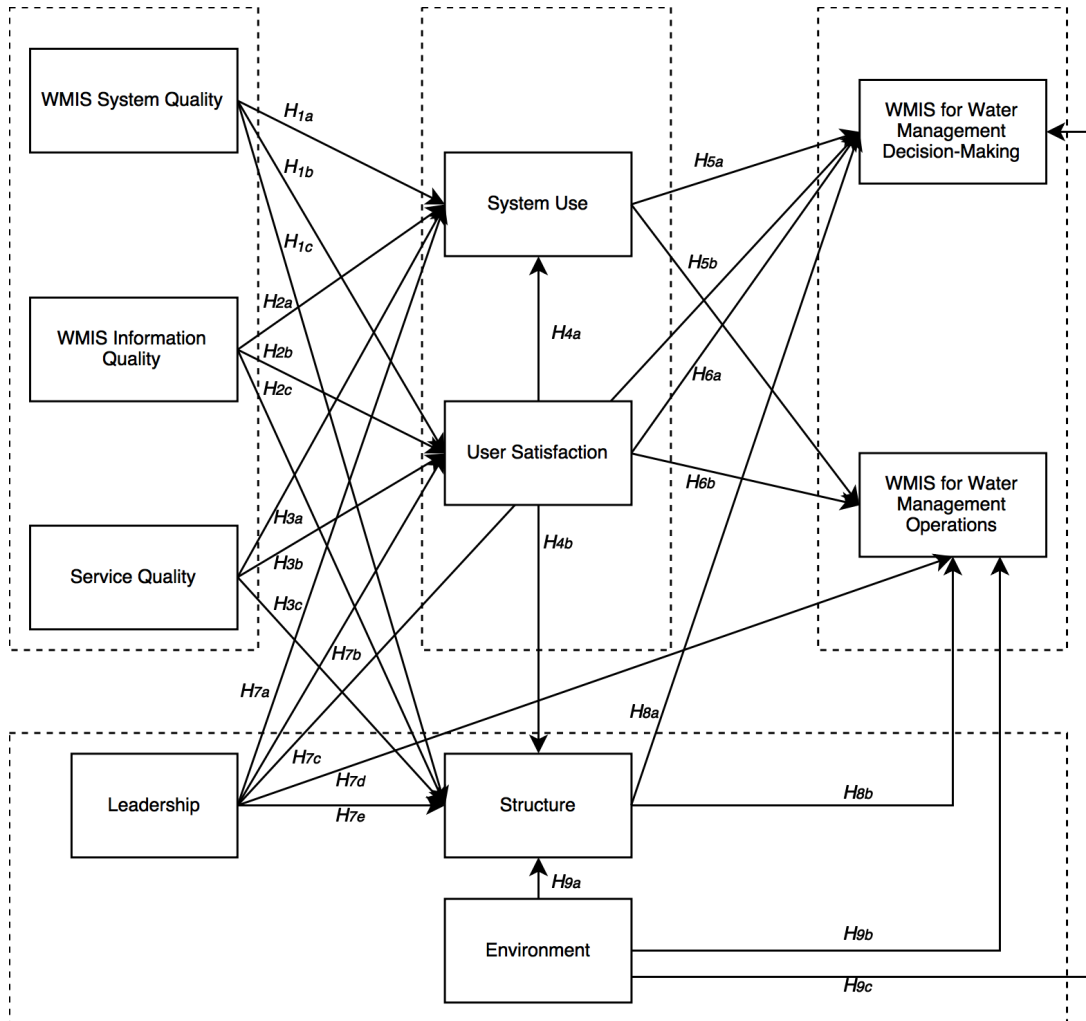 WMIS System Quality
H1a
H1b
H1c
System Use
WMIS for Water
Management
Decision-Making
H5a
H5b
WMIS Information
Quality
H2a
H2b
H2c
H4a
H6a
User Satisfaction
H6b
WMIS for Water
Management
Operations
Service Quality
H3a
H3b
H3c
H4b
H7a
H7b
H7c
H7d
H7e
H8a
Leadership
Structure
H8b
H9a
Environment
H9b
H9c